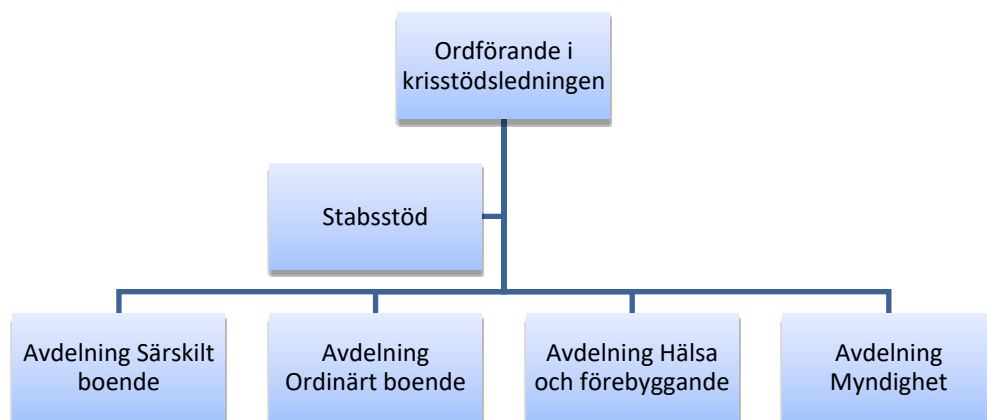 Ordförande i
krisstödsledningen
Stabsstöd
Avdelning Särskilt
boende
Avdelning
Ordinärt boende
Avdelning Hälsa
och förebyggande
Avdelning
Myndighet